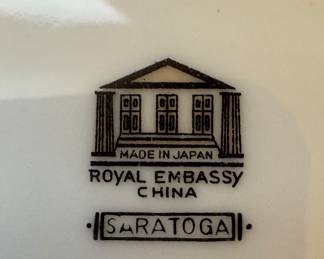 MADE IN JAPAN
ROYAL EMBASSY
CHINA
SARATOGA